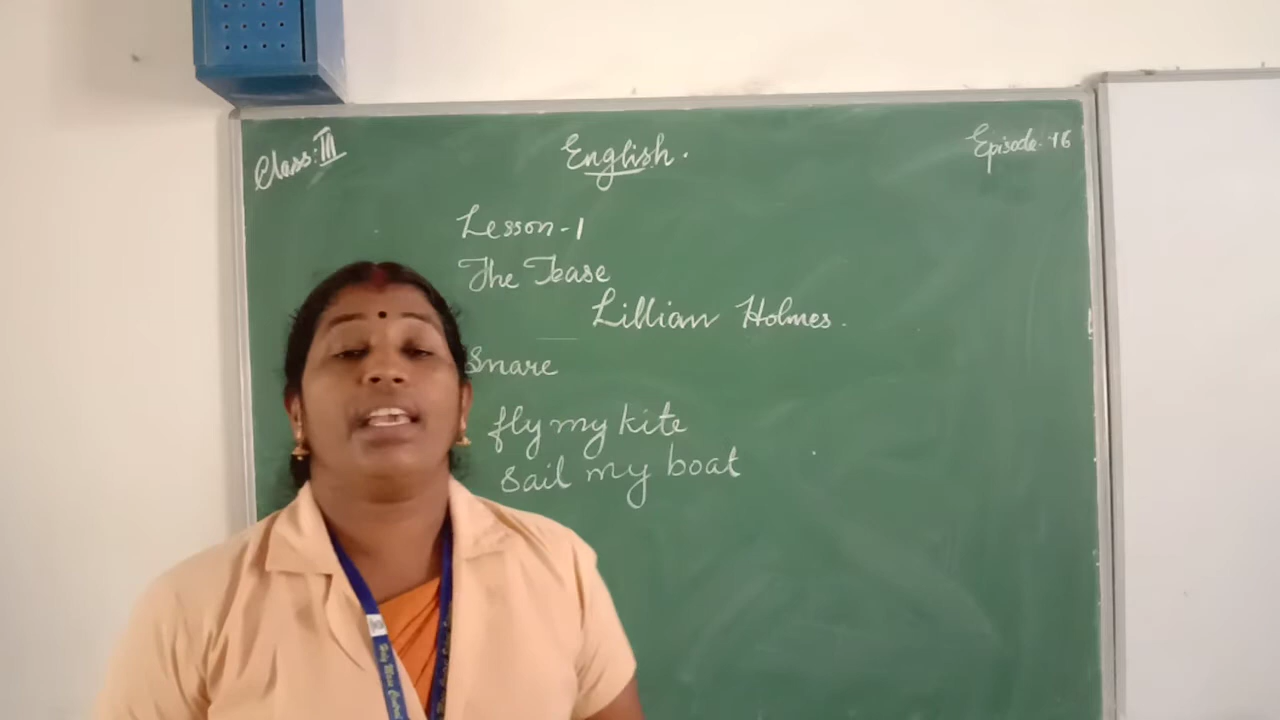 Class: III
English.
Episode. 16
Lesson-1
The Tease
Lillian Holmes.
Snare
fly my kite
sail my boat